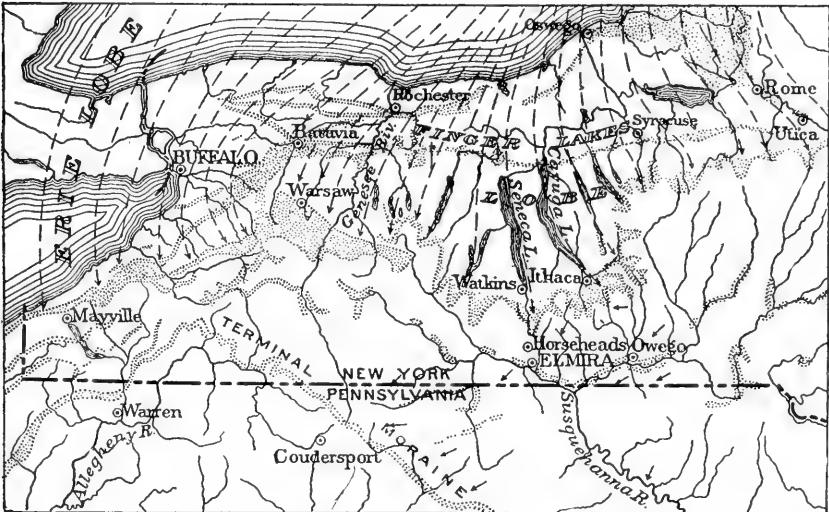 Oswego
ERIE LOBE
Rome
Rochester
Utica
Batavia
FINGER LAKES
Syracuse
BUFFALO
Genesee Riv.
Warsaw
LOBE
Seneca L.
Cayuga L.
Watkins
Ithaca
Mayville
TERMINAL
Horseheads
Owego
ELMIRA
NEW YORK
PENNSYLVANIA
Warren
Allegheny R.
MORAINE
Coudersport
Susquehanna R.